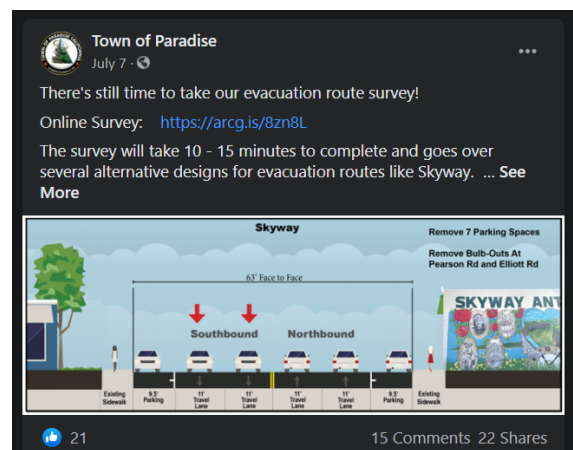 Town of Paradise
July 7
There's still time to take our evacuation route survey!
Online Survey: https://arcg.is/8zn8L
The survey will take 10 - 15 minutes to complete and goes over
several alternative designs for evacuation routes like Skyway. ... See
More
Skyway
Remove 7 Parking Spaces
Remove Bulb-Outs At
Pearson Rd and Elliott Rd
63' Face to Face
SKYWAY ANT
Southbound Northbound
Existing
Sidewalk
9.5'
Parking
11'
Travel
Lane
11'
Travel
Lane
11'
Travel
Lane
11'
Travel
Lane
9.5'
Parking
Existing
Sidewalk
21
15 Comments 22 Shares